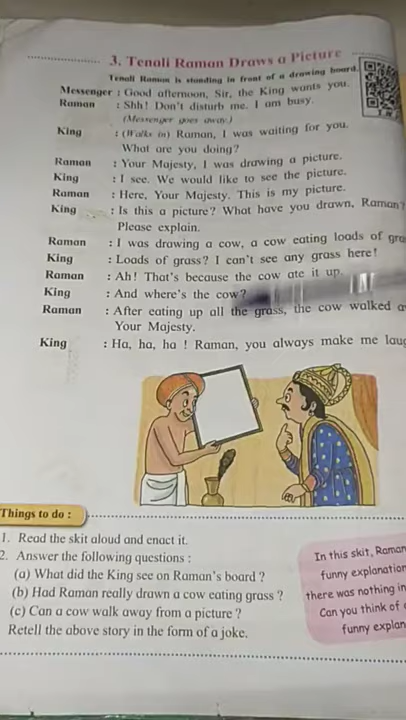 3. Tenali Raman Draws a Picture
Tenali Raman is standing in front of a drawing board.
Messenger : Good afternoon, Sir, the King wants you.
Raman : Shh! Don't disturb me. I am busy.
(Messenger goes away.)
King : (Walks in) Raman, I was waiting for you.
What are you doing?
Raman : Your Majesty, I was drawing a picture.
King : I see. We would like to see the picture.
Raman : Here, Your Majesty. This is my picture.
King : Is this a picture? What have you drawn, Raman?
Please explain.
Raman : I was drawing a cow, a cow eating loads of
King : Loads of grass? I can't see any grass here!
Raman : Ah! That's because the cow ate it up.
King : And where's the cow?
Raman : After eating up all the grass, the cow walked
Your Majesty.
King : Ha, ha, ha ! Raman, you always make me
Things to do :
1. Read the skit aloud and enact it.
2. Answer the following questions :
(a) What did the King see on Raman's board ?
(b) Had Raman really drawn a cow eating grass ?
(c) Can a cow walk away from a picture ?
Retell the above story in the form of a joke.
In this skit, Raman
funny explanation
there was nothing in
Can you think of
funny